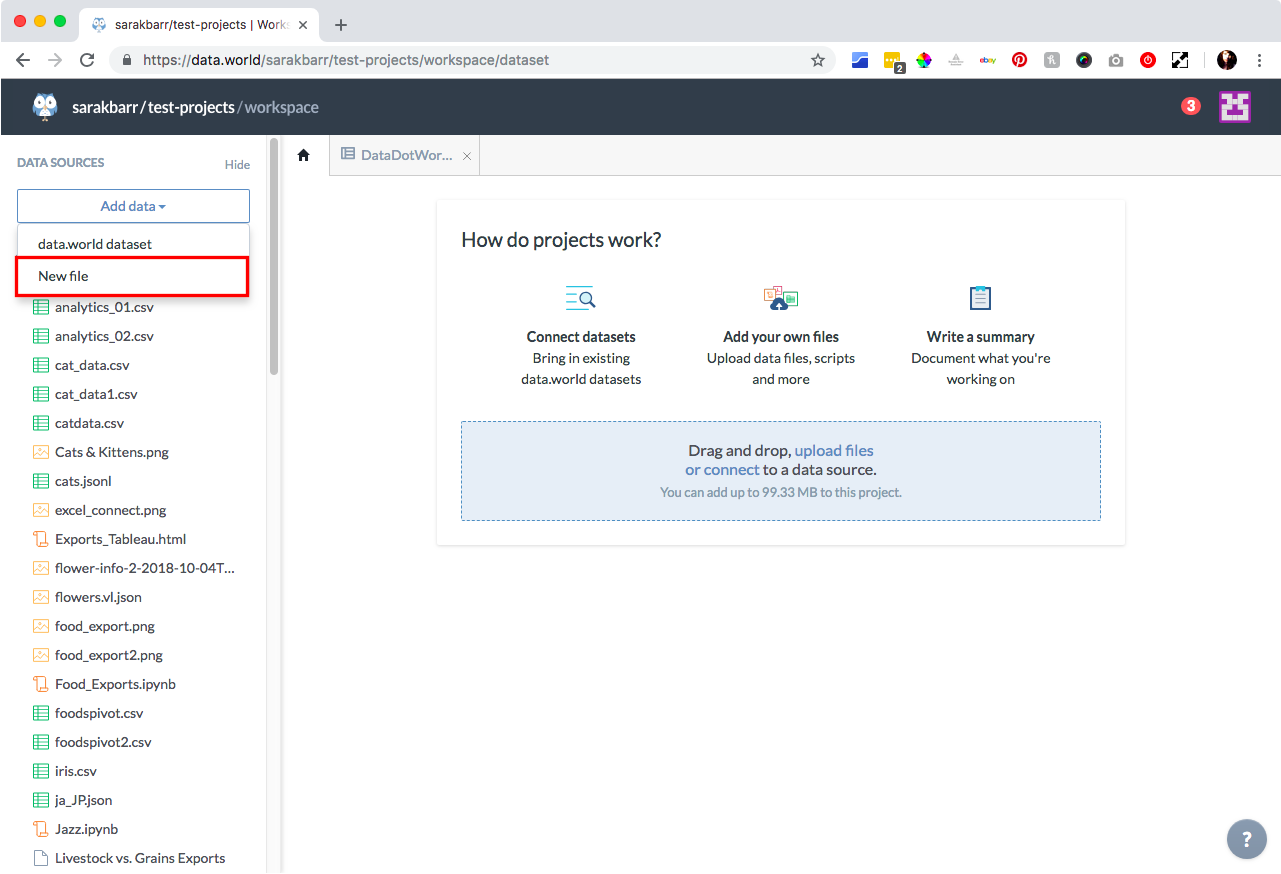 sarakbarr/test-projects | Works
https://data.world/sarakbarr/test-projects/workspace/dataset
2
ebay
sarakbarr/test-projects/workspace
3
DATA SOURCES
Hide
Add data
data.world dataset
New file
analytics_01.csv
analytics_02.csv
cat_data.csv
cat_data1.csv
catdata.csv
Cats & Kittens.png
cats.jsonl
excel_connect.png
Exports_Tableau.html
flower-info-2-2018-10-04T...
flowers.vl.json
food_export.png
food_export2.png
Food_Exports.ipynb
foodspivot.csv
foodspivot2.csv
iris.csv
ja_JP.json
Jazz.ipynb
Livestock vs. Grains Exports
DataDotWor...
How do projects work?
Connect datasets
Bring in existing
data.world datasets
Add your own files
Upload data files, scripts
and more
Write a summary
Document what you're
working on
Drag and drop, upload files
or connect to a data source.
You can add up to 99.33 MB to this project.
?